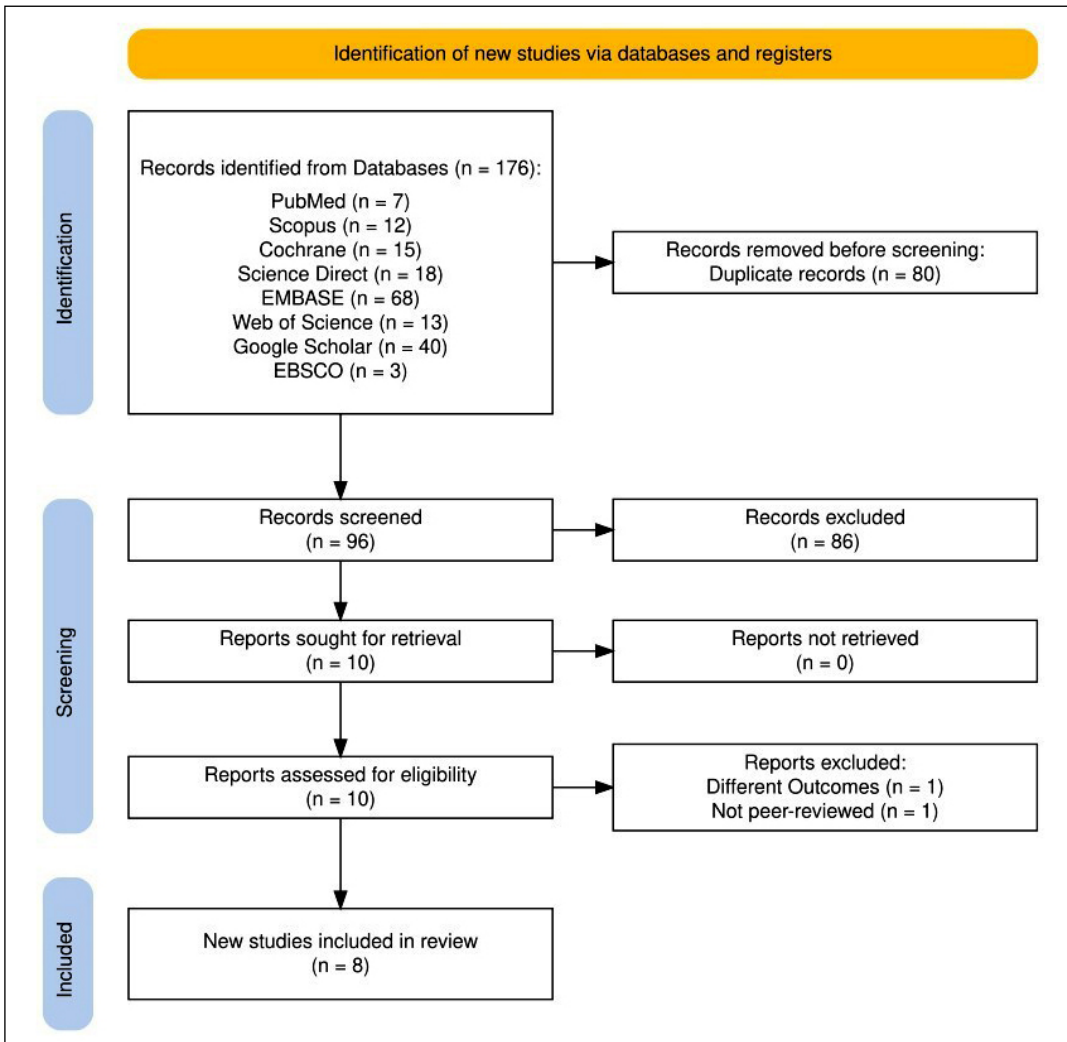 Identification of new studies via databases and registers
Identification
Records identified from Databases (n = 176):
PubMed (n = 7)
Scopus (n = 12)
Cochrane (n = 15)
Science Direct (n = 18)
EMBASE (n = 68)
Web of Science (n = 13)
Google Scholar (n = 40)
EBSCO (n = 3)
Records removed before screening:
Duplicate records (n = 80)
Screening
Records screened
(n = 96)
Records excluded
(n = 86)
Reports sought for retrieval
(n = 10)
Reports not retrieved
(n = 0)
Reports assessed for eligibility
(n = 10)
Reports excluded:
Different Outcomes (n = 1)
Not peer-reviewed (n = 1)
Included
New studies included in review
(n = 8)